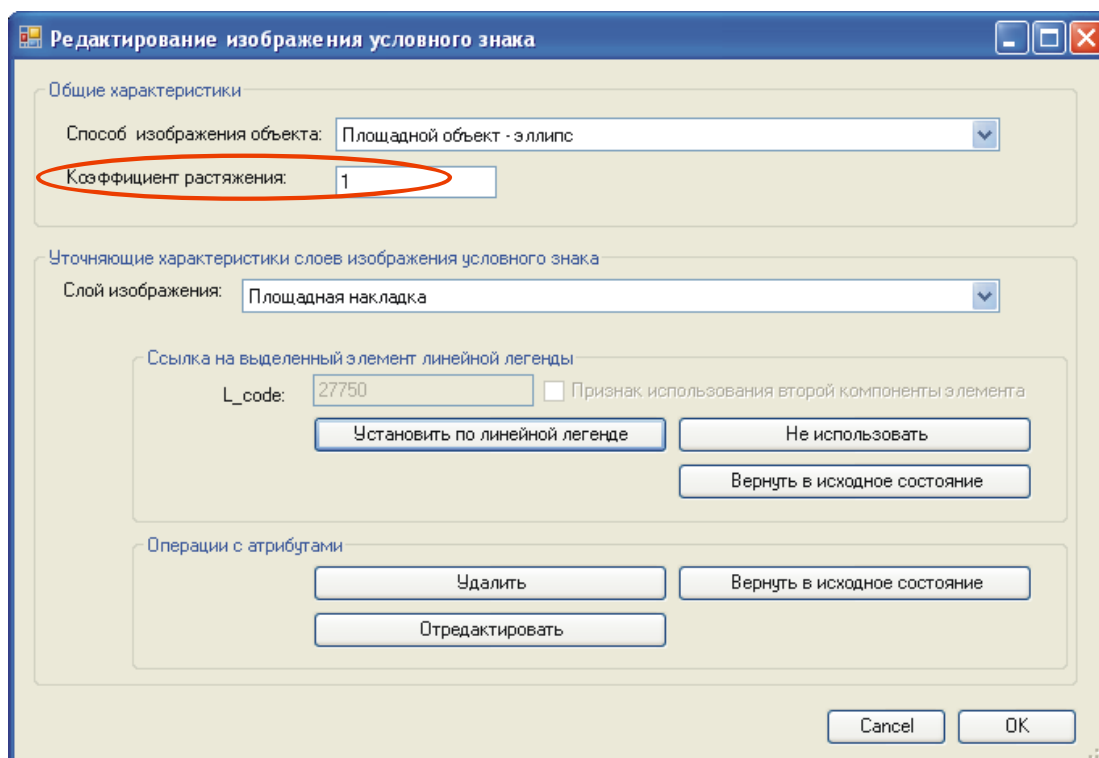 Редактирование изображения условного знака
Общие характеристики
Способ изображения объекта: Площадной объект - эллипс
Коэффициент растяжения: 1
Уточняющие характеристики слоев изображения условного знака
Слой изображения: Площадная накладка
Ссылка на выделенный элемент линейной легенды
L_code: 27750 Признак использования второй компоненты элемента
Установить по линейной легенде Не использовать
Вернуть в исходное состояние
Операции с атрибутами
Удалить Вернуть в исходное состояние
Отредактировать
Cancel OK